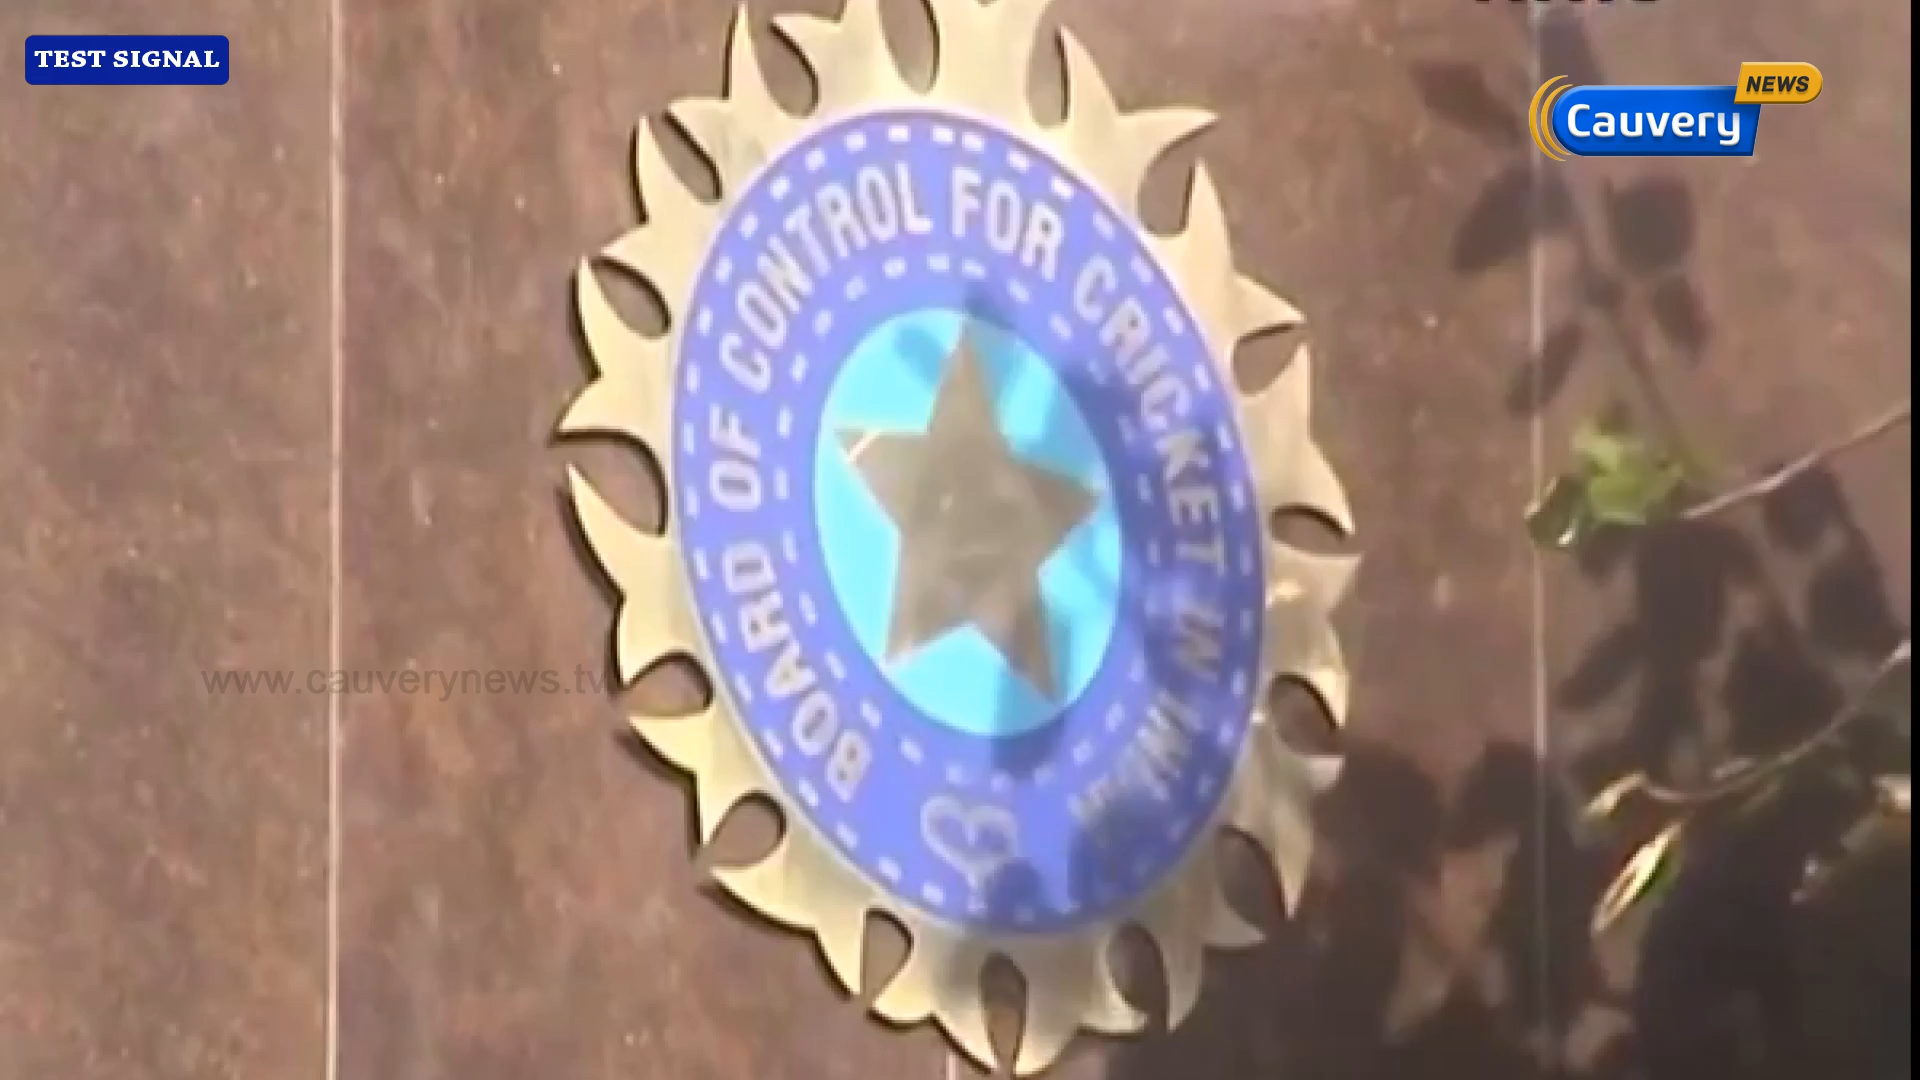 TEST SIGNAL
NEWS
Cauvery
BOARD OF CONTROL FOR CRICKET IN INDIA
www.cauverynews.tv